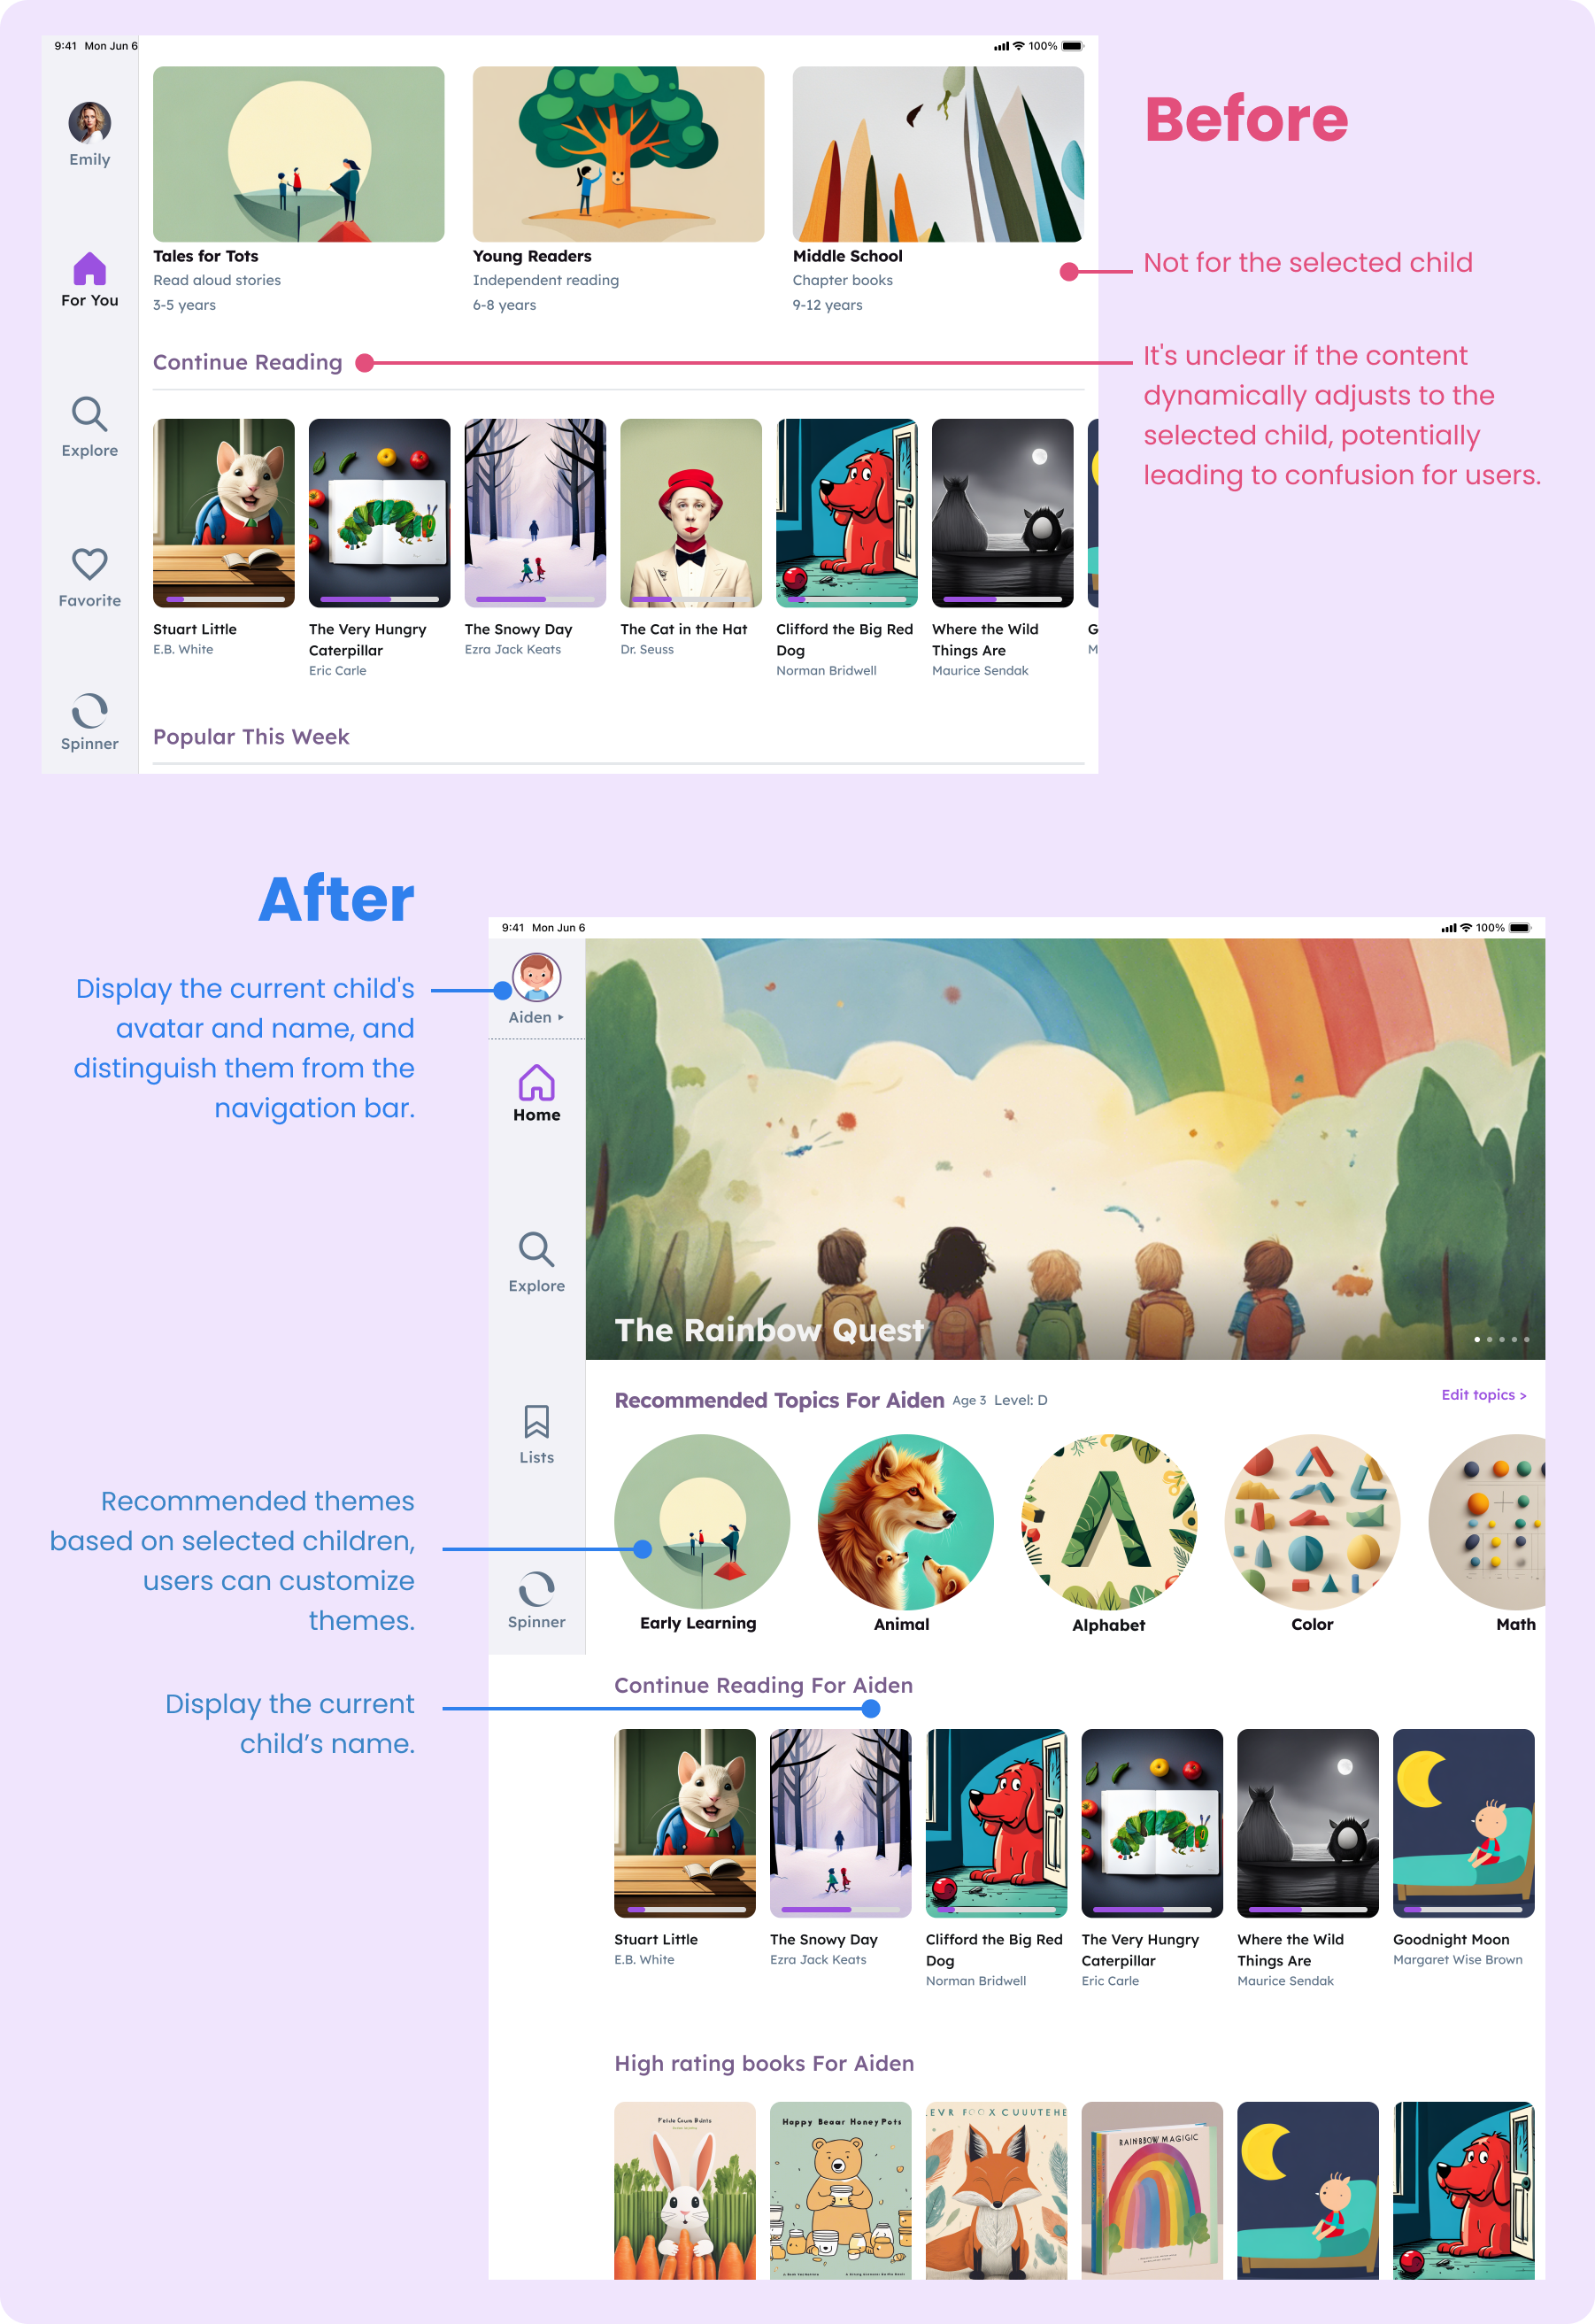 9:41 Mon Jun 6
100%
Before
Emily
For You
Explore
Favorite
Spinner
Tales for Tots
Read aloud stories
3-5 years
Young Readers
Independent reading
6-8 years
Middle School
Chapter books
9-12 years
Not for the selected child
Continue Reading
It's unclear if the content
dynamically adjusts to the
selected child, potentially
leading to confusion for users.
Stuart Little
E.B. White
The Very Hungry
Caterpillar
Eric Carle
The Snowy Day
Ezra Jack Keats
The Cat in the Hat
Dr. Seuss
Clifford the Big Red
Dog
Norman Bridwell
Where the Wild
Things Are
Maurice Sendak
G
M
Popular This Week
After
Display the current child's
avatar and name, and
distinguish them from the
navigation bar.
9:41 Mon Jun 6
100%
Aiden
Home
Explore
Lists
Spinner
The Rainbow Quest
Recommended Topics For Aiden Age 3 Level: D
Edit topics >
Early Learning
Animal
Alphabet
Color
Math
Recommended themes
based on selected children,
users can customize
themes.
Display the current
child’s name.
Continue Reading For Aiden
Stuart Little
E.B. White
The Snowy Day
Ezra Jack Keats
Clifford the Big Red
Dog
Norman Bridwell
The Very Hungry
Caterpillar
Eric Carle
Where the Wild
Things Are
Maurice Sendak
Goodnight Moon
Margaret Wise Brown
High rating books For Aiden
Happy Beaar Honey Pots
EVR FOOX CUUUTEHE
RAINBBOW MAGIGIC